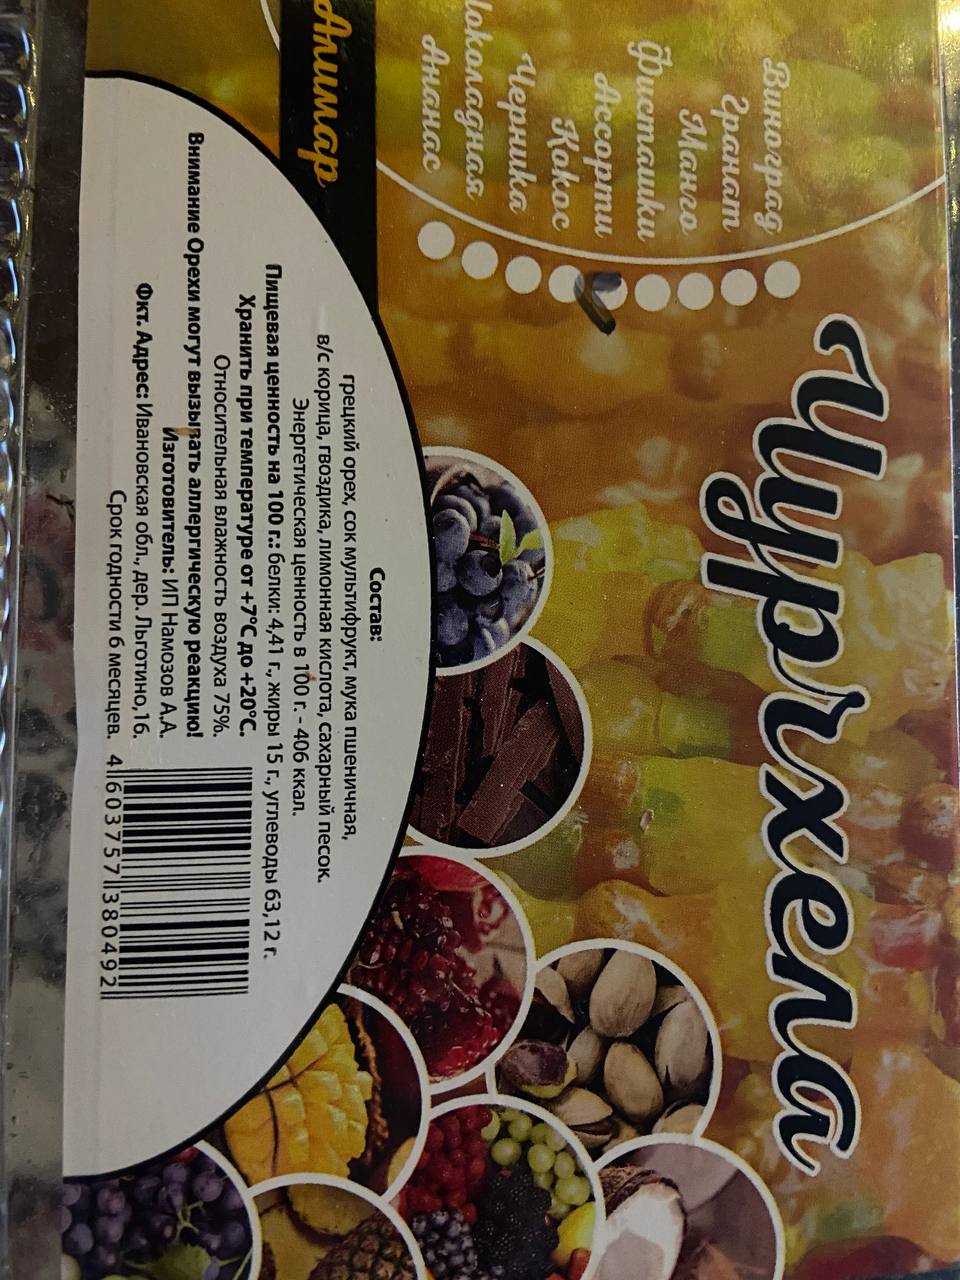 Алимар
Чурчхела
Виноград
Гранат
Манго
Фисташки
Ассорти
Кокос
Черника
Шоколадная
Ананас
Состав:
грецкий орех, сок мультифрукт, мука пшеничная,
в/с корица, гвоздика, лимонная кислота, сахарный песок.
Энергетическая ценность в 100 г. - 406 ккал.
Пищевая ценность на 100 г.: белки: 4,41 г., жиры 15 г., углеводы 63,12 г.
Хранить при температуре от +7°С до +20°С.
Относительная влажность воздуха 75%.
Внимание Орехи могут вызывать аллергическую реакцию!
Изготовитель: ИП Намозов А.А.
Фкт. Адрес: Ивановская обл., дер. Льготино,16.
Срок годности 6 месяцев.
4 603757 380492